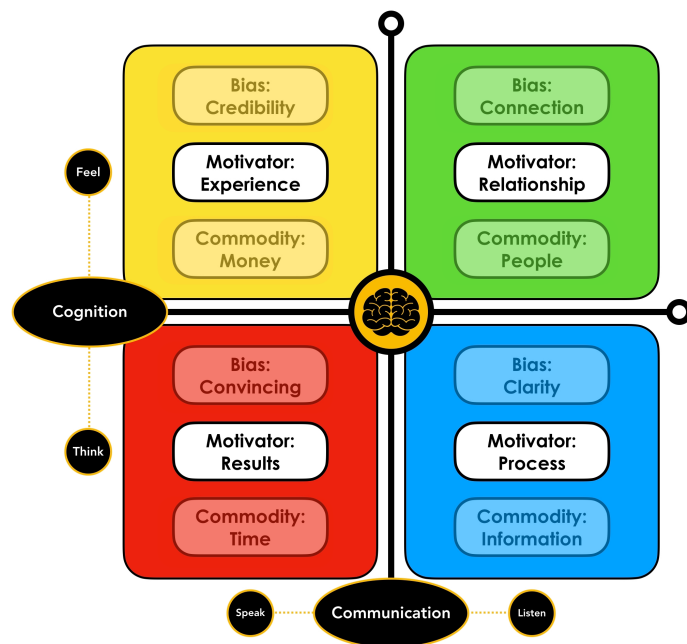 Bias:
Credibility
Motivator:
Experience
Commodity:
Money
Bias:
Connection
Motivator:
Relationship
Commodity:
People
Feel
Cognition
Think
Bias:
Convincing
Motivator:
Results
Commodity:
Time
Bias:
Clarity
Motivator:
Process
Commodity:
Information
Speak
Communication
Listen